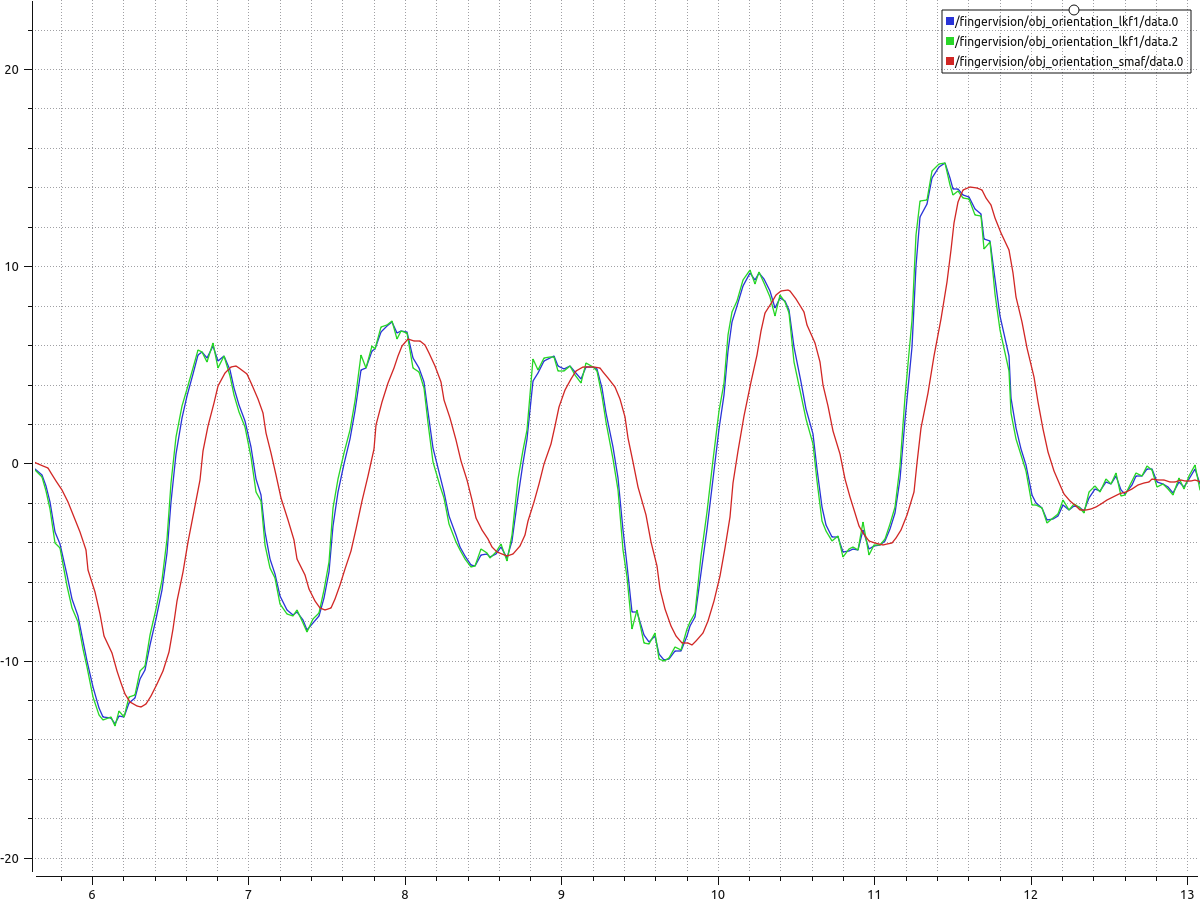 /fingervision/obj_orientation_lkf1/data.0
/fingervision/obj_orientation_lkf1/data.2
/fingervision/obj_orientation_smaf/data.0
20
10
0
-10
-20
6 7 8 9 10 11 12 13